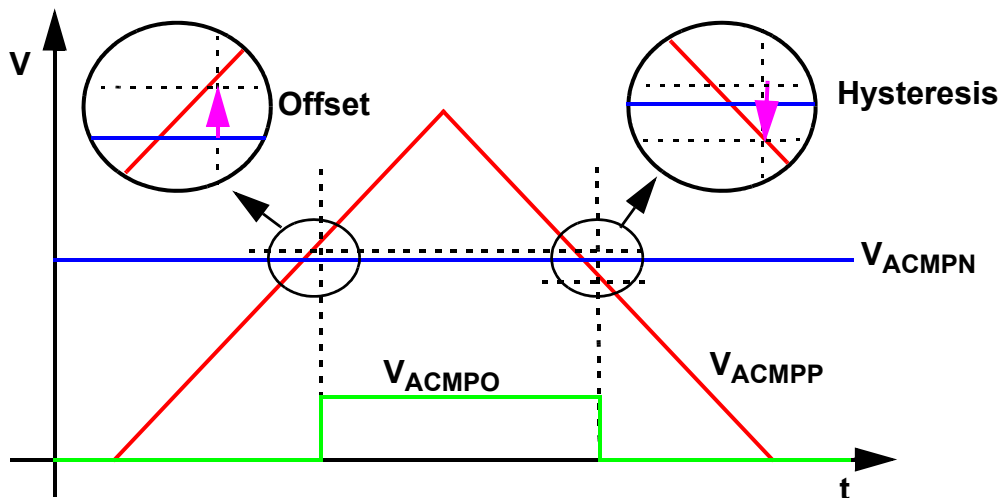 V
Offset
Hysteresis
VACMPN
VACMPO
VACMPP
t